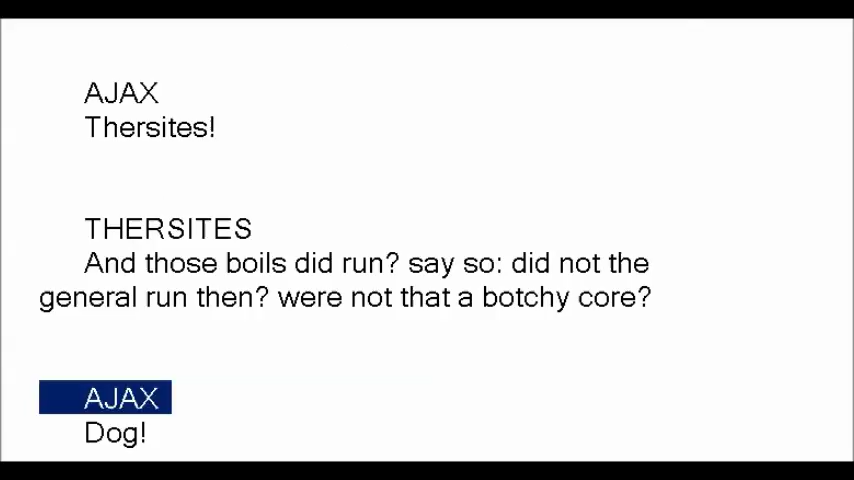 AJAX
Thersites!
THERSITES
And those boils did run? say so: did not the
general run then? were not that a botchy core?
AJAX
Dog!